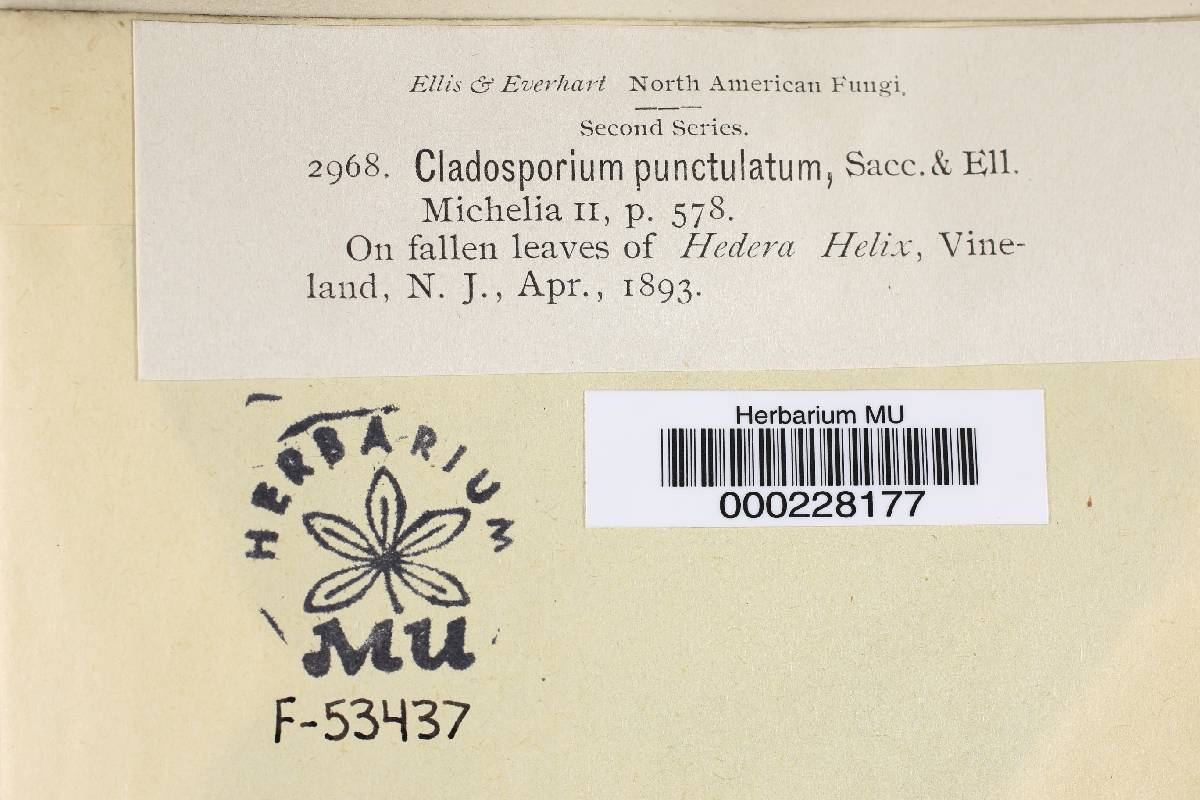 Ellis & Everhart North American Fungi.
Second Series.
2968. Cladosporium punctulatum, Sacc. & Ell.
Michelia II, p. 578.
On fallen leaves of Hedera Helix, Vine-
land, N. J., Apr., 1893.
Herbarium MU
000228177
HERBARIUM
MU
F-53437